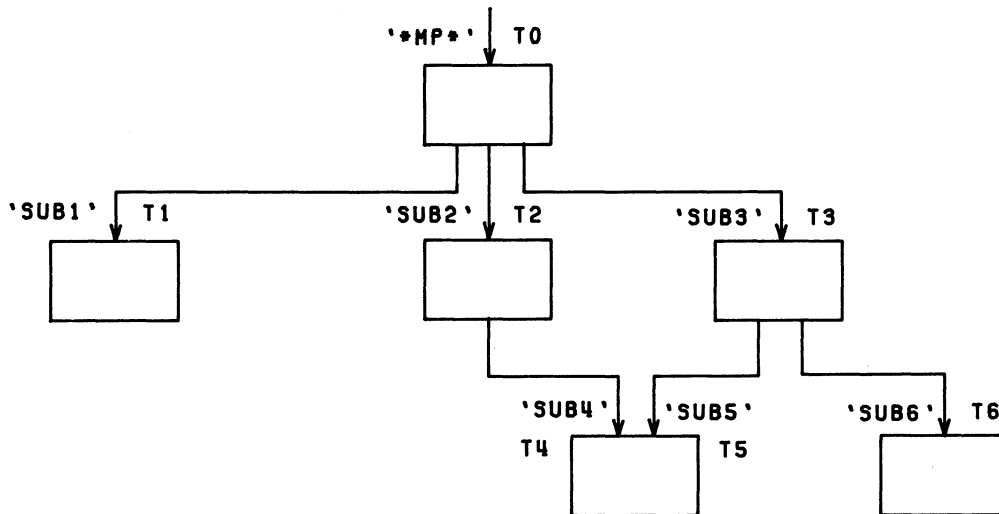 '*MP*' T0
'SUB1' T1 'SUB2' T2 'SUB3' T3
'SUB4' 'SUB5' 'SUB6' T6
T4 T5